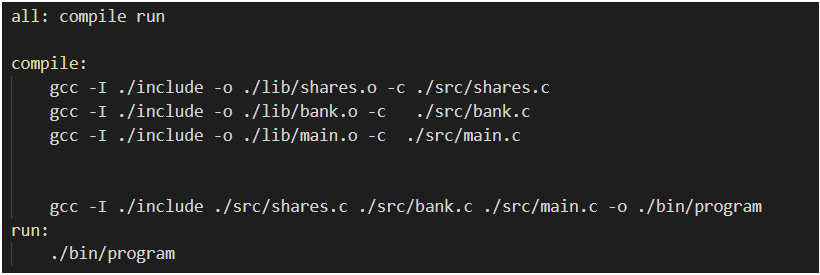 all: compile run
compile:
gcc -I ./include -o ./lib/shares.o -c ./src/shares.c
gcc -I ./include -o ./lib/bank.o -c   ./src/bank.c
gcc -I ./include -o ./lib/main.o -c  ./src/main.c
gcc -I ./include ./src/shares.c ./src/bank.c ./src/main.c -o ./bin/program
run:
./bin/program